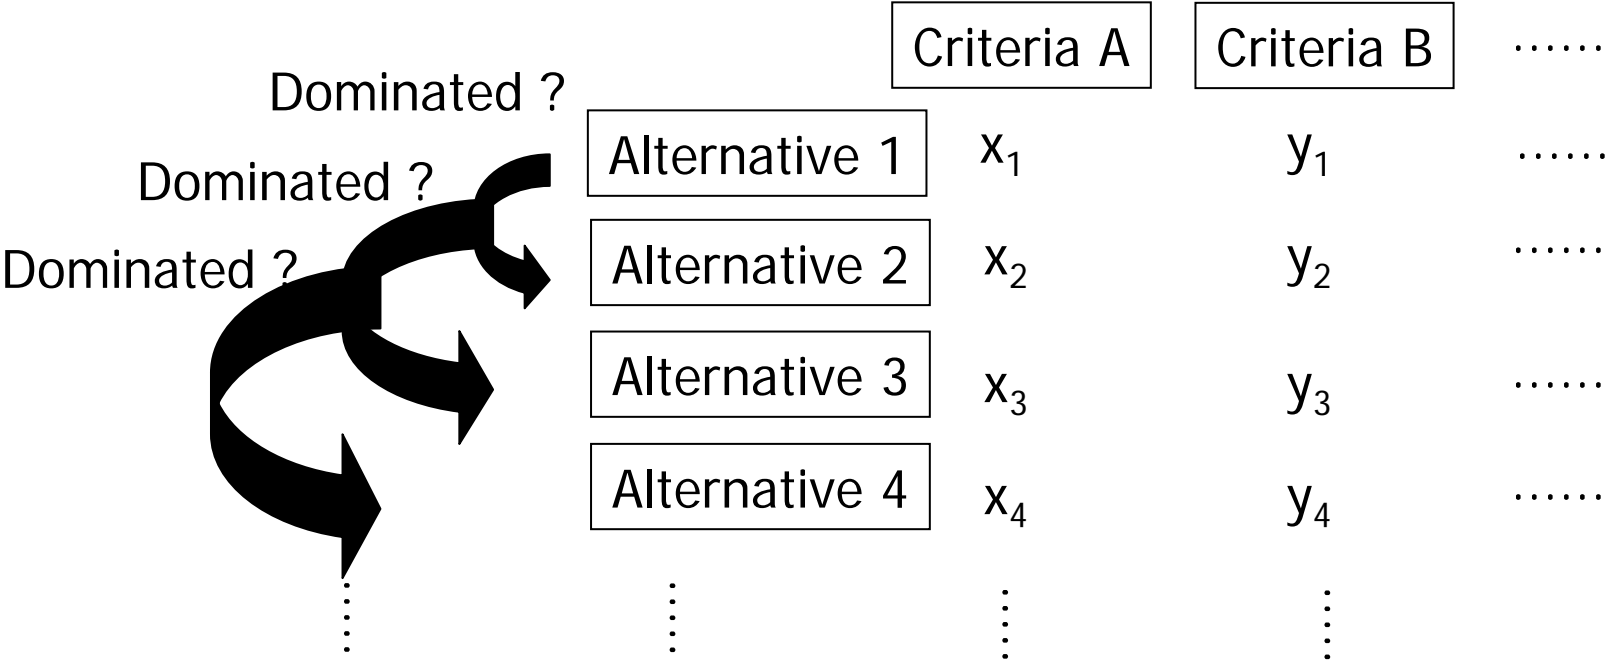 Criteria A Criteria B ······
Dominated ?
Alternative 1 x₁ y₁ ······
Dominated ?
Alternative 2 x₂ y₂ ······
Dominated ?
Alternative 3 x₃ y₃ ······
Alternative 4 x₄ y₄ ······